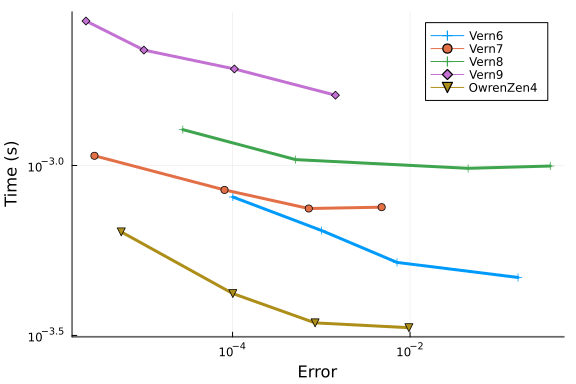 Vern6
Vern7
Vern8
Vern9
OwrenZen4
Time (s)
10⁻³·⁰
10⁻³·⁵
10⁻⁴
10⁻²
Error